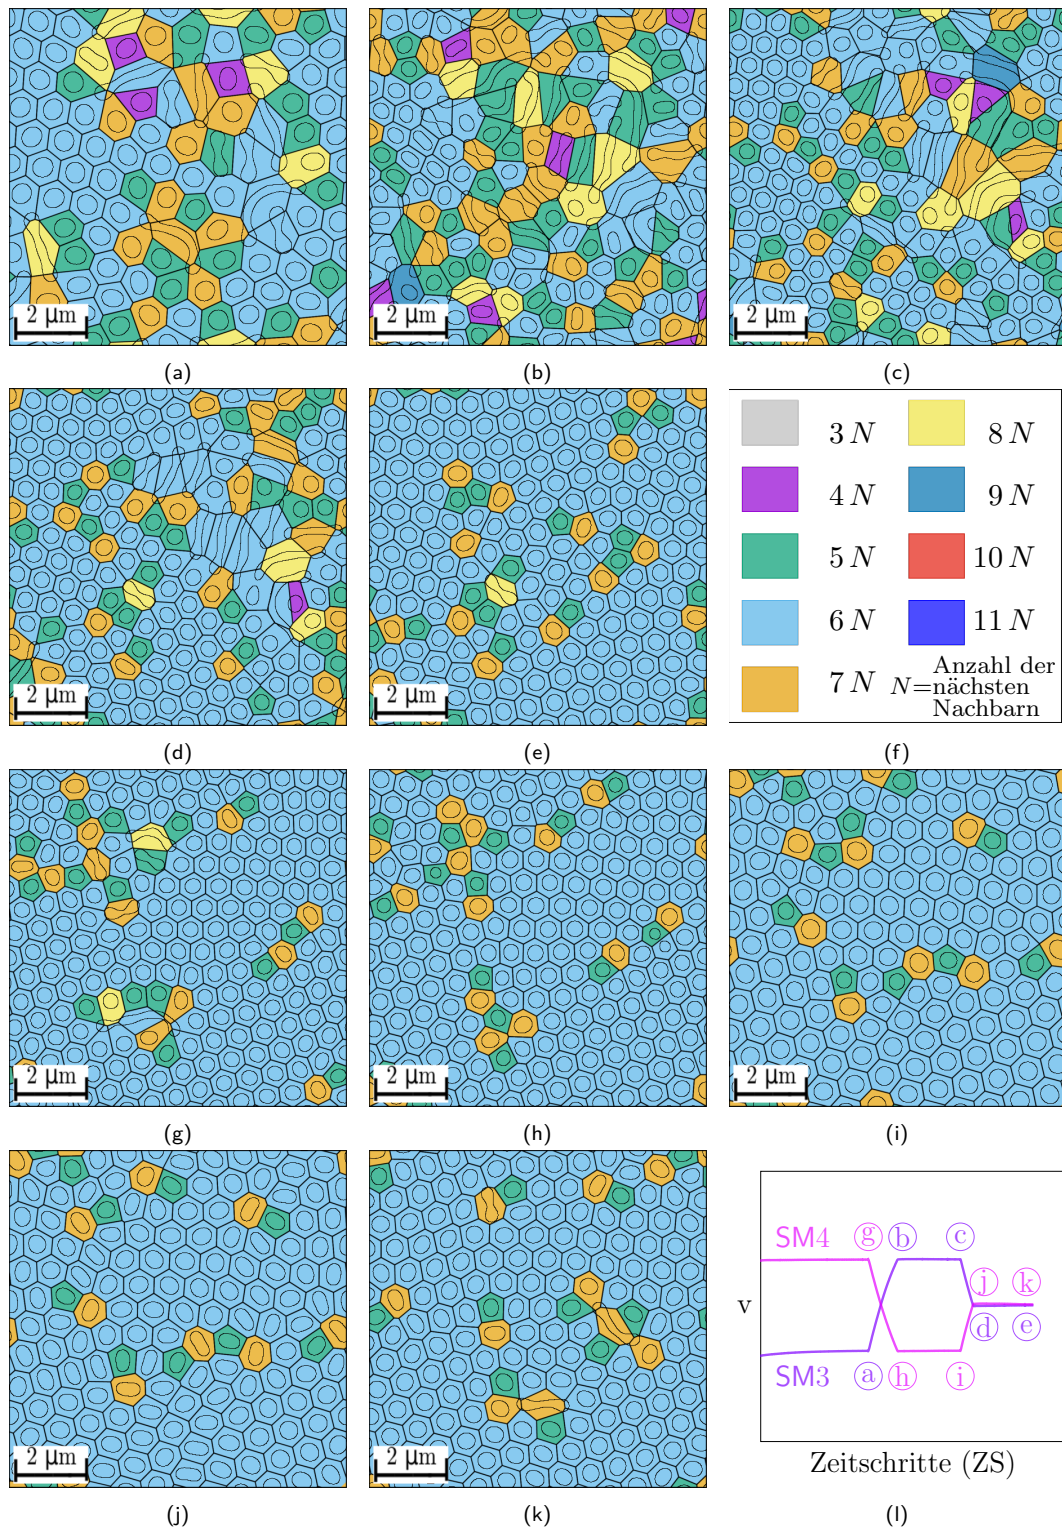 2 µm
2 µm
2 µm
(a)
(b)
(c)
3 N
8 N
4 N
9 N
5 N
10 N
6 N
11 N
7 N
N=
Anzahl der
nächsten
Nachbarn
2 µm
2 µm
(d)
(e)
(f)
2 µm
2 µm
2 µm
(g)
(h)
(i)
SM4
g
b
c
j
k
v
d
e
SM3
a
h
i
Zeitschritte (ZS)
2 µm
2 µm
(j)
(k)
(l)